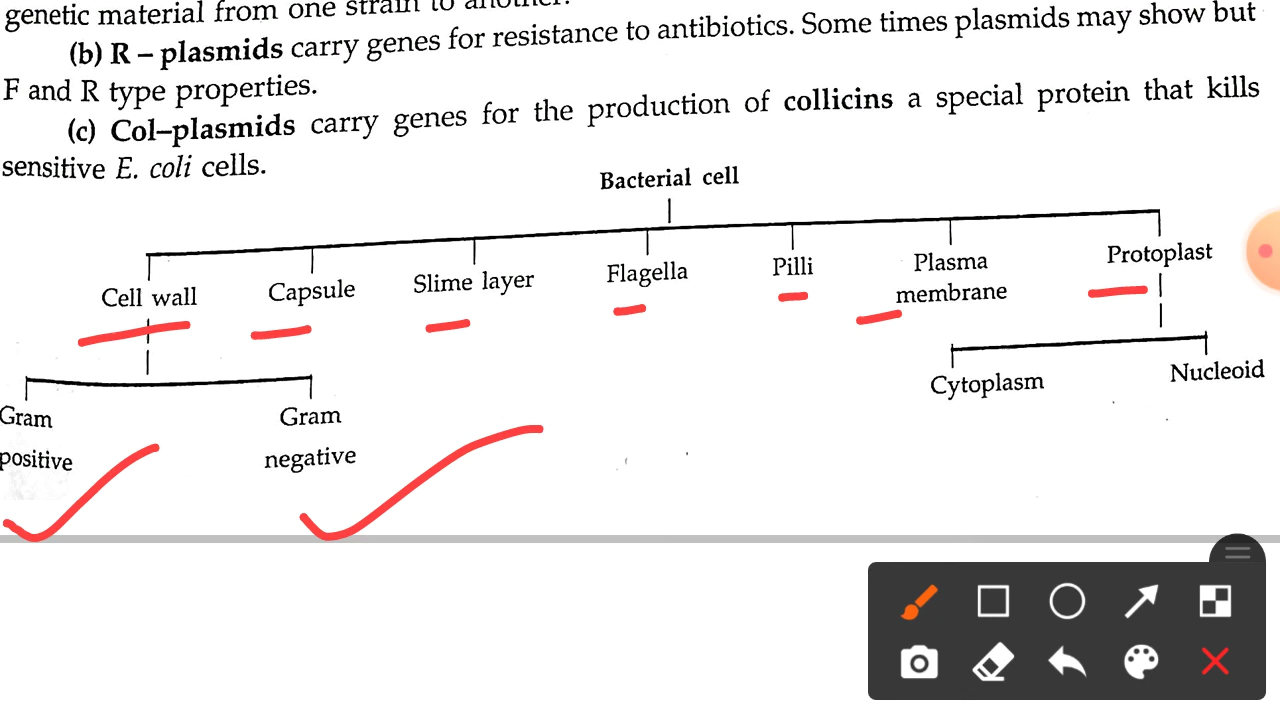 genetic material from one strain to another.
(b) R – plasmids carry genes for resistance to antibiotics. Some times plasmids may show but
F and R type properties.
(c) Col–plasmids carry genes for the production of collicins a special protein that kills
sensitive E. coli cells.
Bacterial cell
Cell wall Capsule Slime layer Flagella Pilli Plasma membrane Protoplast
Gram positive Gram negative Cytoplasm Nucleoid